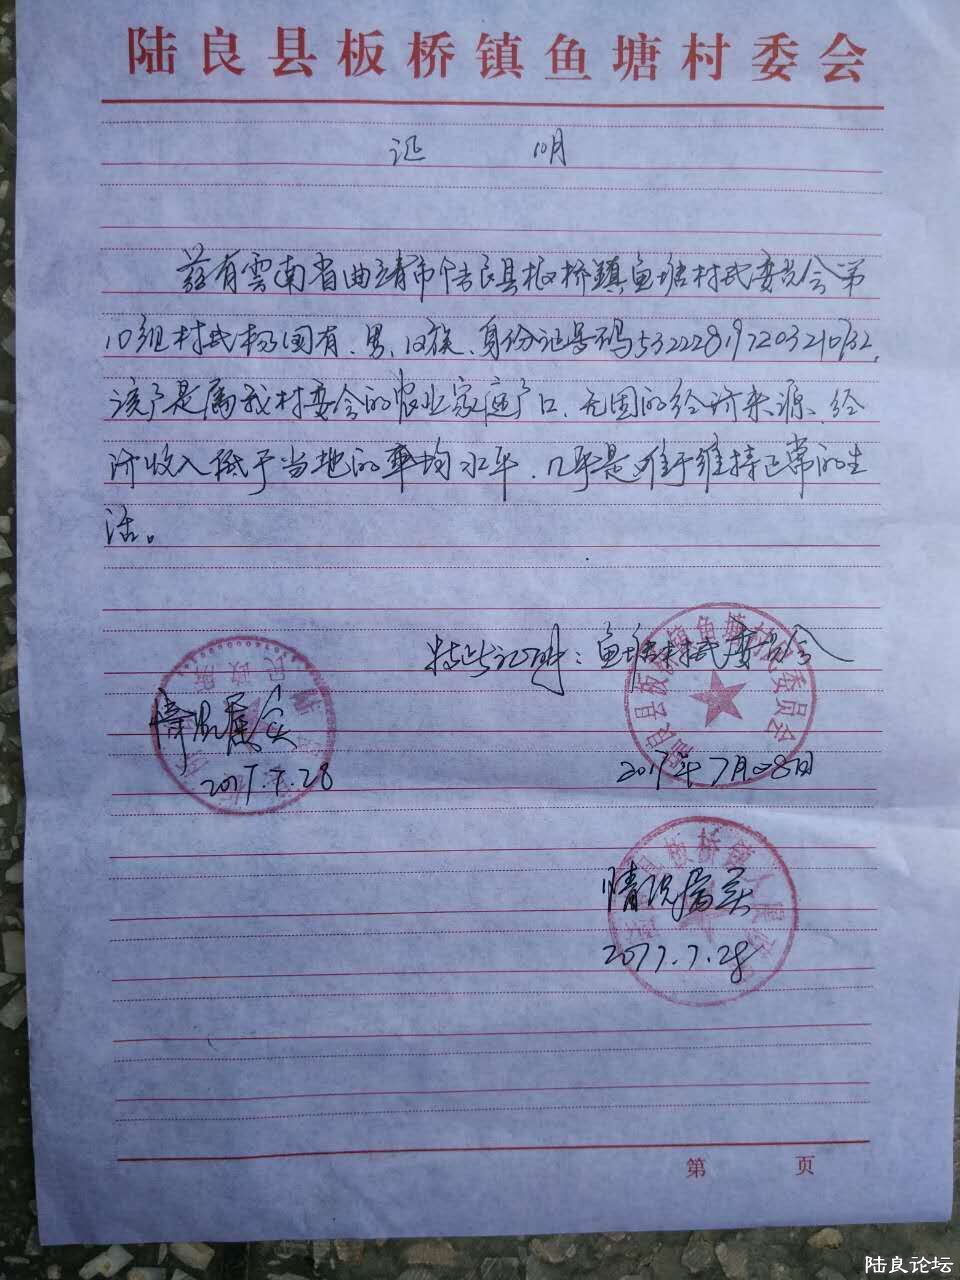 陆良县板桥镇鱼塘村委会
证 明
兹有雲南省曲靖市陆良县板桥镇鱼塘村民委员会第
10组村民杨国有、男、汉族、身份证号码
该户是属我村委会的农业家庭户口、无固的经济来源、经
济收入低于当地的平均水平、几乎是难于维持正常的生
活。
特此证明:鱼塘村民委员会
2017年7月28日
情况属实
2017.7.28
情况属实
2017.7.28
第 页
陆良论坛